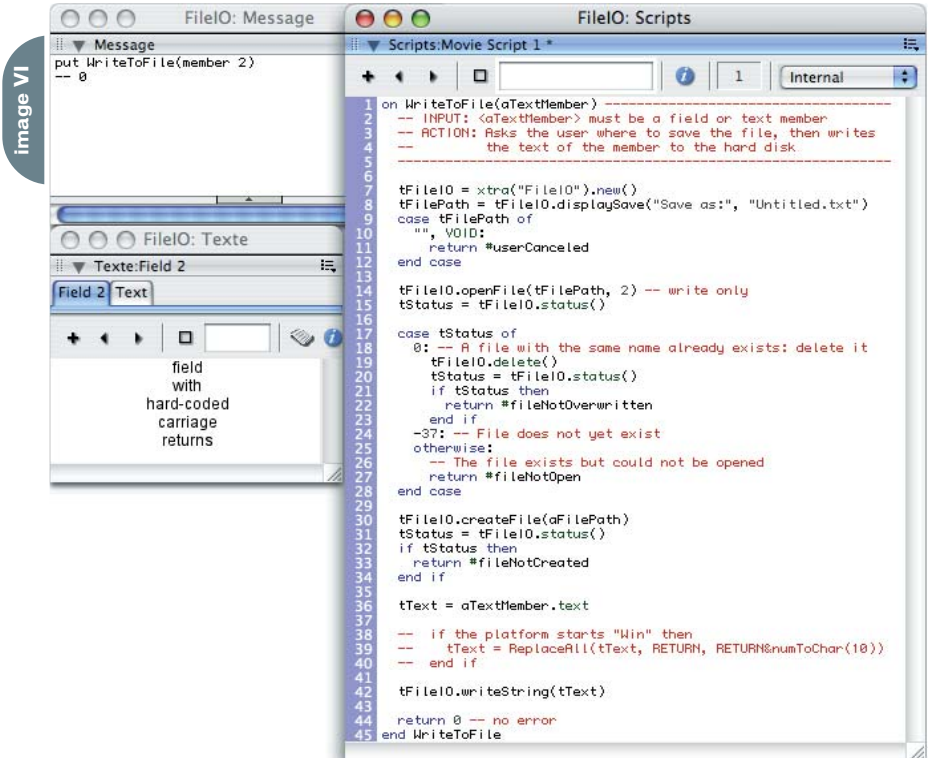 image VI
FileIO: Message
Message
put WriteToFile(member 2)
-- 0
FileIO: Texte
Texte:Field 2
Field 2 Text
field
with
hard-coded
carriage
returns
FileIO: Scripts
Scripts:Movie Script 1 *
1 Internal
1 on WriteToFile(aTextMember) ------------------------------------
2 -- INPUT: <aTextMember> must be a field or text member
3 -- ACTION: Asks the user where to save the file, then writes
4 -- the text of the member to the hard disk
5 --------------------------------------------------------------
6
7 tFileIO = xtra("FileIO").new()
8 tFilePath = tFileIO.displaySave("Save as:", "Untitled.txt")
9 case tFilePath of
10 "", VOID:
11 return #userCanceled
12 end case
13
14 tFileIO.openFile(tFilePath, 2) -- write only
15 tStatus = tFileIO.status()
16
17 case tStatus of
18 0: -- A file with the same name already exists: delete it
19 tFileIO.delete()
20 tStatus = tFileIO.status()
21 if tStatus then
22 return #fileNotOverwritten
23 end if
24 -37: -- File does not yet exist
25 otherwise:
26 -- The file exists but could not be opened
27 return #fileNotOpen
28 end case
29
30 tFileIO.createFile(aFilePath)
31 tStatus = tFileIO.status()
32 if tStatus then
33 return #fileNotCreated
34 end if
35
36 tText = aTextMember.text
37
38 -- if the platform starts "Win" then
39 -- tText = ReplaceAll(tText, RETURN, RETURN&numToChar(10))
40 -- end if
41
42 tFileIO.writeString(tText)
43
44 return 0 -- no error
45 end WriteToFile